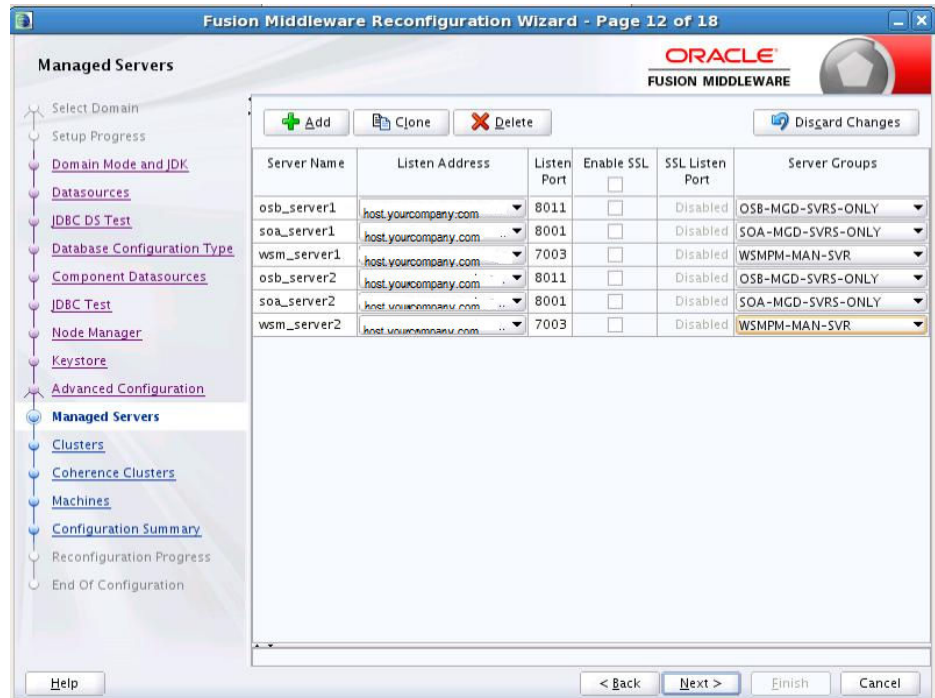 Fusion Middleware Reconfiguration Wizard - Page 12 of 18
Managed Servers
ORACLE
FUSION MIDDLEWARE
Select Domain
Setup Progress
Domain Mode and JDK
Datasources
JDBC DS Test
Database Configuration Type
Component Datasources
JDBC Test
Node Manager
Keystore
Advanced Configuration
Managed Servers
Clusters
Coherence Clusters
Machines
Configuration Summary
Reconfiguration Progress
End Of Configuration
Add Clone Delete Discard Changes
Server Name Listen Address Listen Port Enable SSL SSL Listen Port Server Groups
osb_server1 host.yourcompany.com 8011 Disabled OSB-MGD-SVRS-ONLY
soa_server1 host.yourcompany.com 8001 Disabled SOA-MGD-SVRS-ONLY
wsm_server1 host.yourcompany.com 7003 Disabled WSMPM-MAN-SVR
osb_server2 host.yourcompany.com 8011 Disabled OSB-MGD-SVRS-ONLY
soa_server2 host.yourcompany.com 8001 Disabled SOA-MGD-SVRS-ONLY
wsm_server2 host.yourcompany.com 7003 Disabled WSMPM-MAN-SVR
Help < Back Next > Finish Cancel